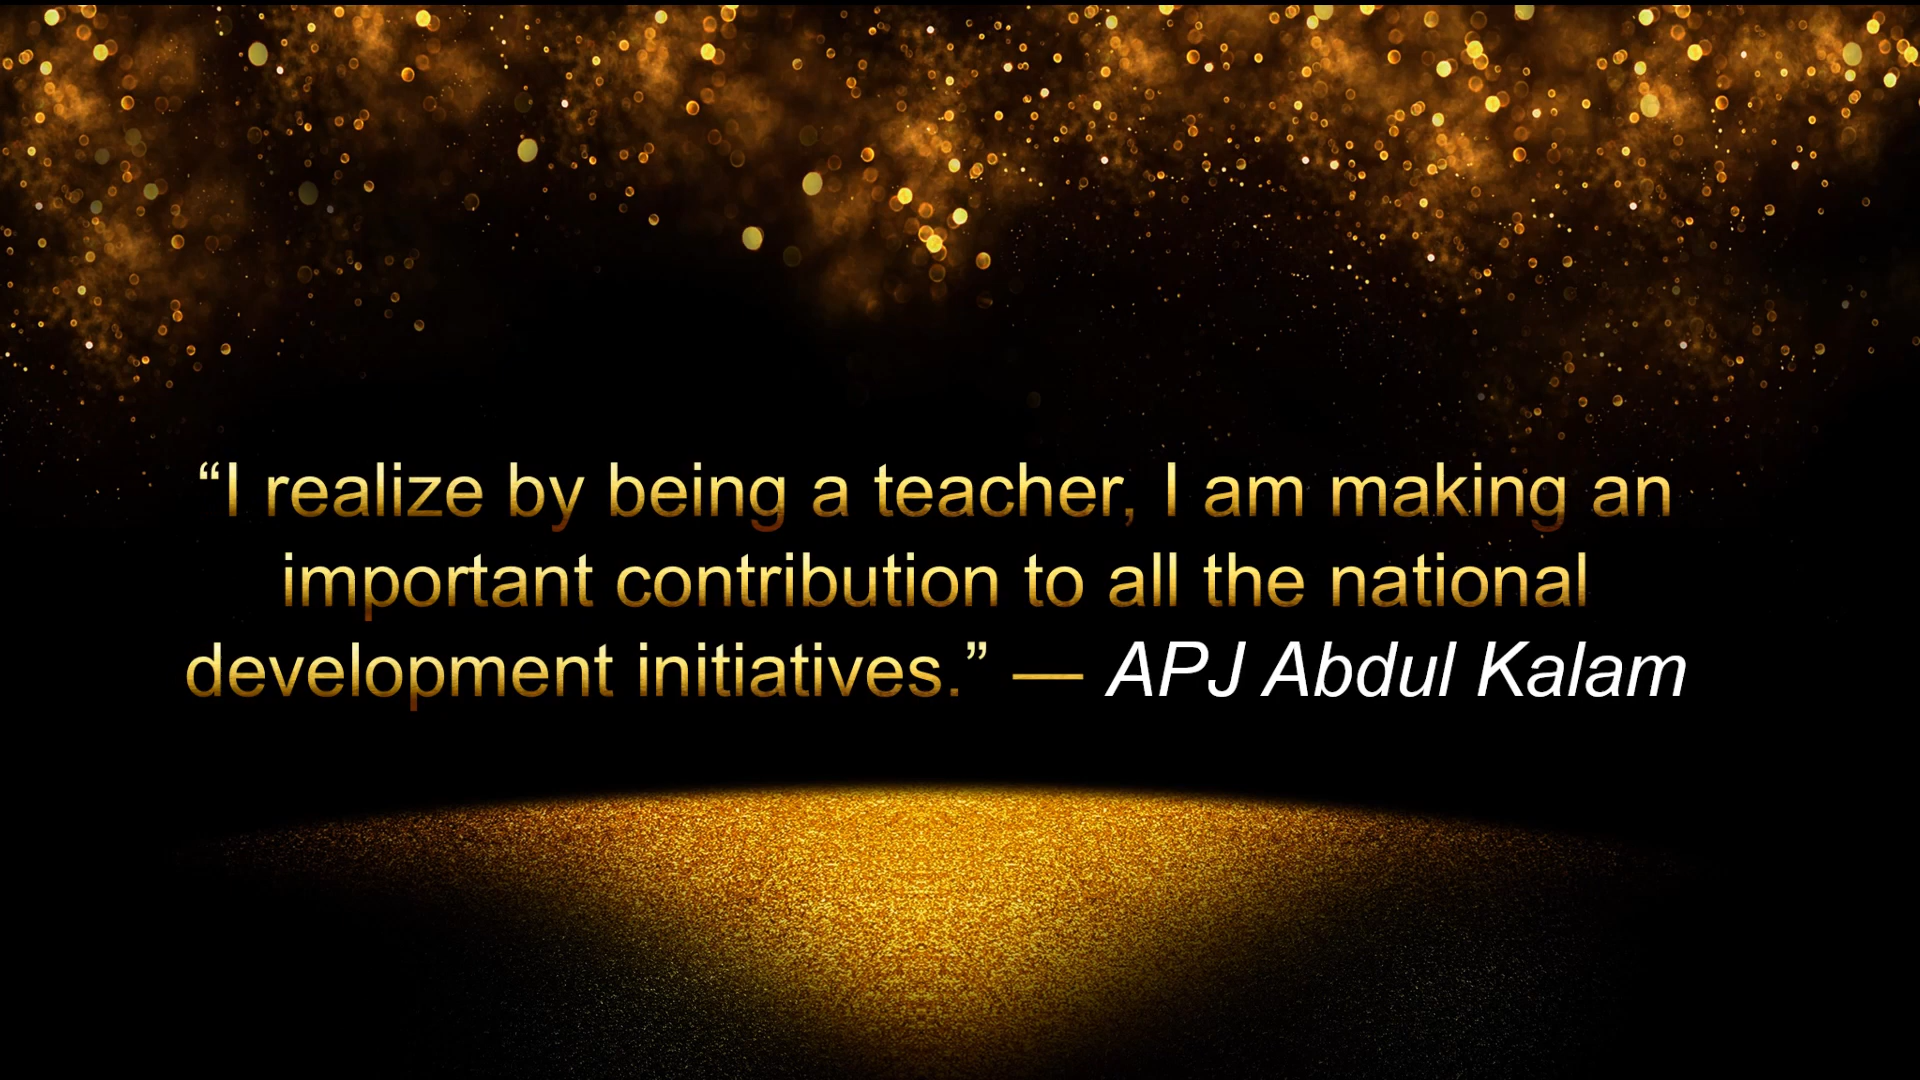 “I realize by being a teacher, I am making an
important contribution to all the national
development initiatives.” — APJ Abdul Kalam